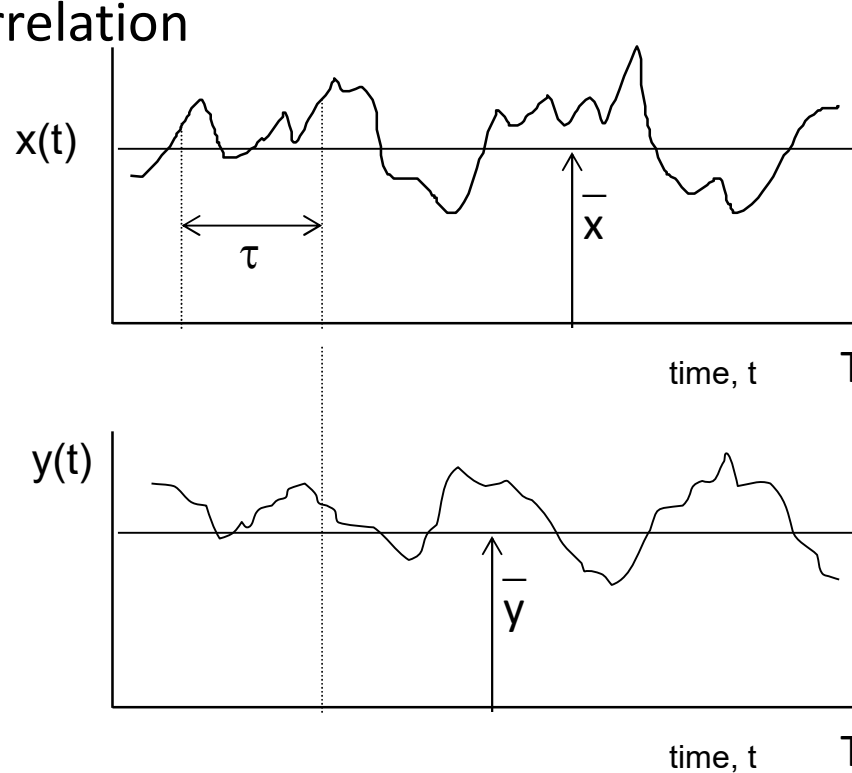 rrelation
x(t)
x̅
τ
time, t
T
y(t)
y̅
time, t
T